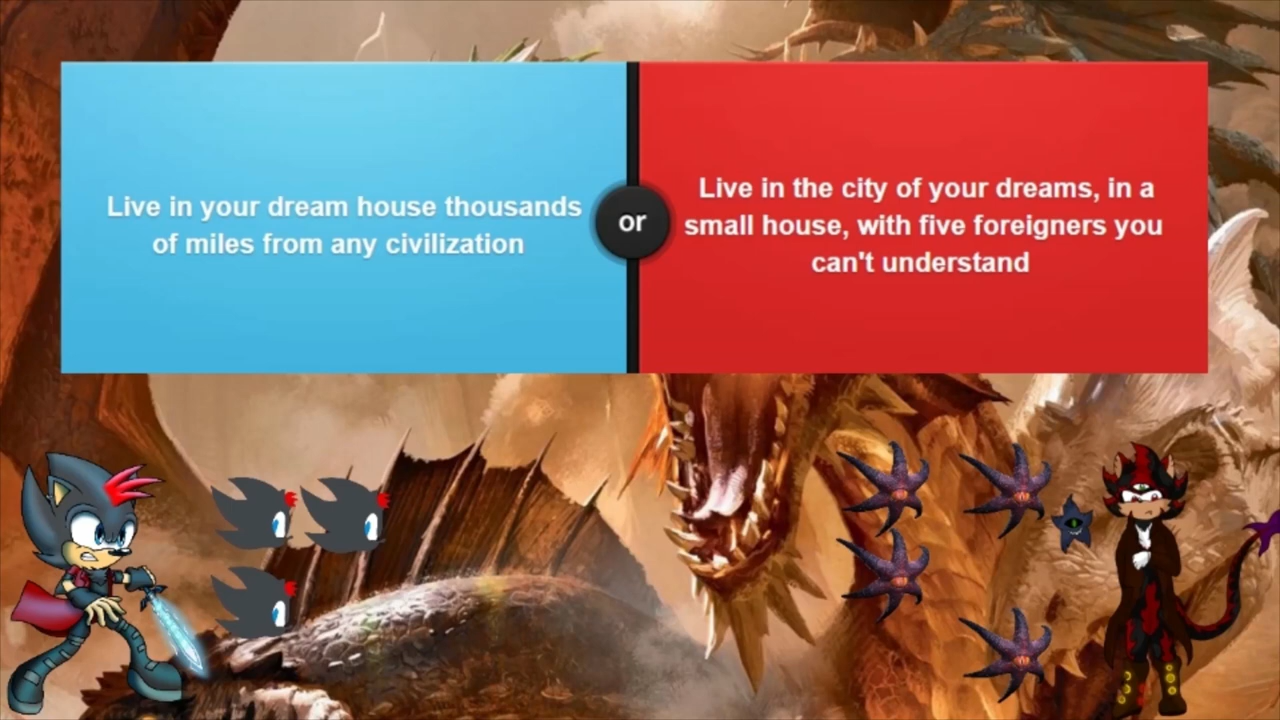 Live in your dream house thousands
of miles from any civilization
or
Live in the city of your dreams, in a
small house, with five foreigners you
can't understand